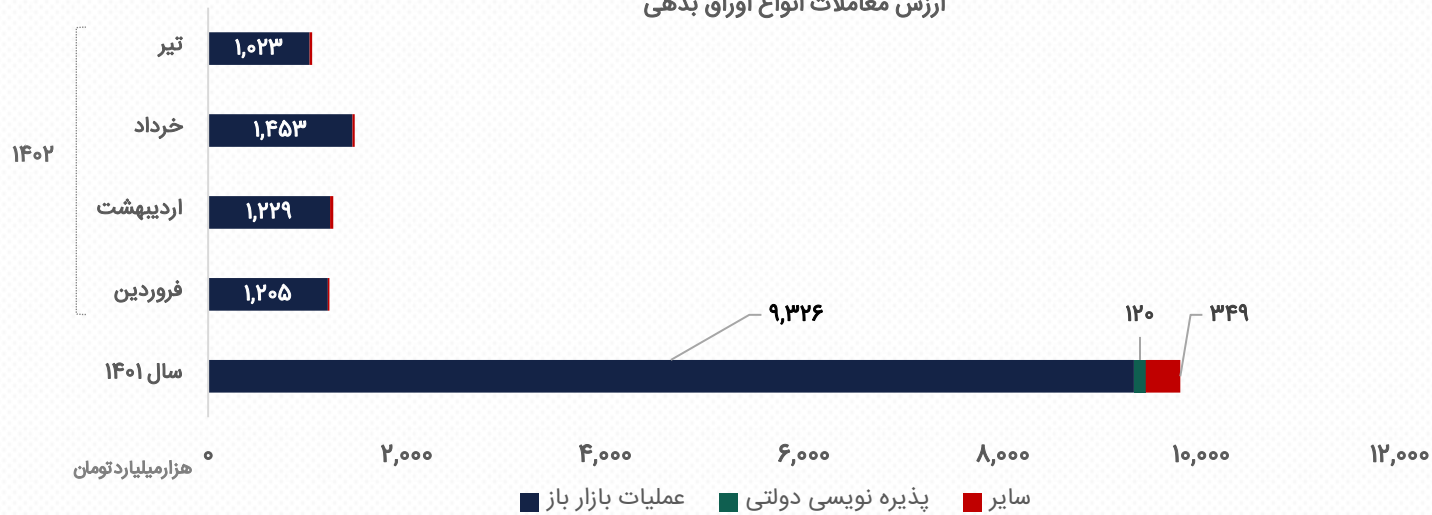 ارزش معاملات انواع اوراق بدهی
تیر ۱,۰۲۳
خرداد ۱,۴۵۳
۱۴۰۲
اردیبهشت ۱,۲۲۹
فروردین ۱,۲۰۵
۹,۳۲۶ ۱۲۰ ۳۴۹
سال ۱۴۰۱
۰ ۲,۰۰۰ ۴,۰۰۰ ۶,۰۰۰ ۸,۰۰۰ ۱۰,۰۰۰ ۱۲,۰۰۰
هزارمیلیاردتومان
عملیات بازار باز پذیره نویسی دولتی سایر